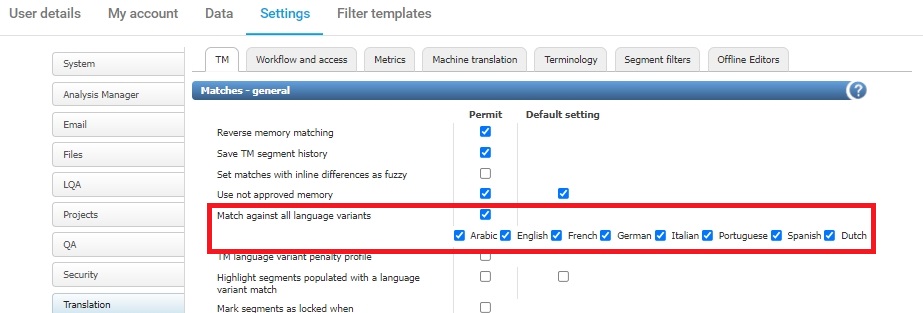 User details My account Data Settings Filter templates
System
Analysis Manager
Email
Files
LQA
Projects
QA
Security
Translation
TM Workflow and access Metrics Machine translation Terminology Segment filters Offline Editors
Matches - general ?
Permit Default setting
Reverse memory matching
Save TM segment history
Set matches with inline differences as fuzzy
Use not approved memory
Match against all language variants
Arabic English French German Italian Portuguese Spanish Dutch
TM language variant penalty profile
Highlight segments populated with a language
variant match
Mark segments as locked when